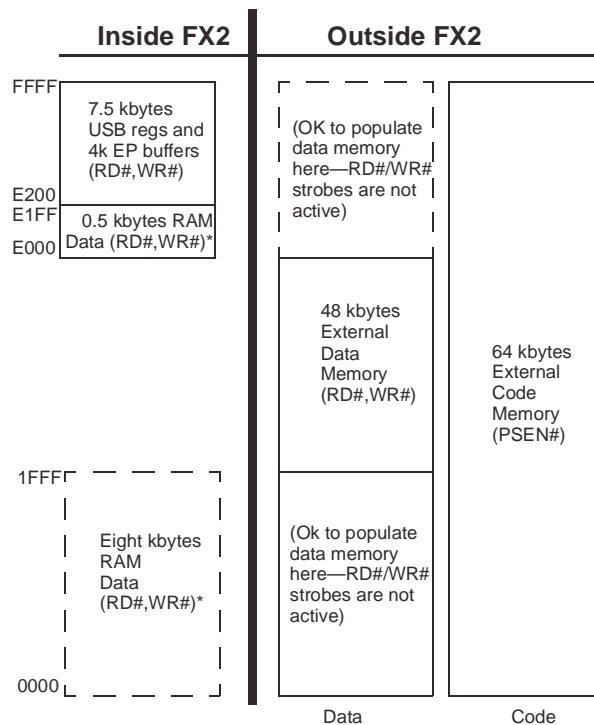 Inside FX2
Outside FX2
FFFF
7.5 kbytes
USB regs and
4k EP buffers
(RD#,WR#)
E200
E1FF
0.5 kbytes RAM
Data (RD#,WR#)*
E000
(OK to populate
data memory
here—RD#/WR#
strobes are not
active)
48 kbytes
External
Data
Memory
(RD#,WR#)
64 kbytes
External
Code
Memory
(PSEN#)
1FFF
Eight kbytes
RAM
Data
(RD#,WR#)*
(Ok to populate
data memory
here—RD#/WR#
strobes are not
active)
0000
Data
Code